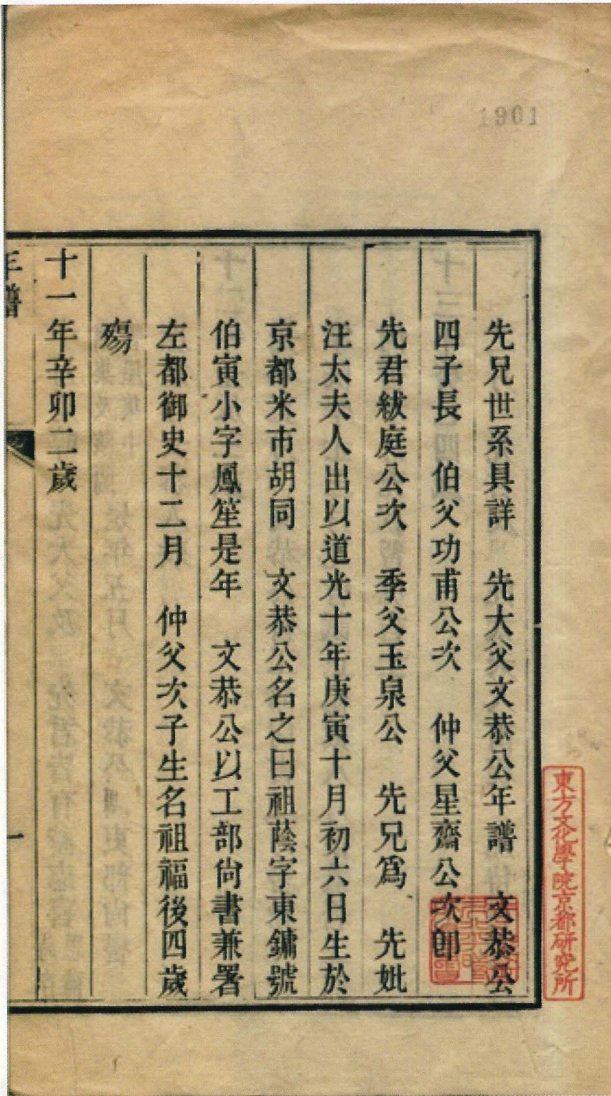 1901
先兄世系具詳　先大父文恭公年譜　文恭公
四子長　伯父功甫公次　仲父星齋公次卽
先君紱庭公次　季父玉泉公　先兄爲　先妣
汪太夫人出以道光十年庚寅十月初六日生於
京都米市胡同　文恭公名之曰祖蔭字東鏞號
伯寅小字鳳笙是年　文恭公以工部尙書兼署
左都御史十二月　仲父次子生名祖福後四歲
殤
十一年辛卯二歲
年譜
一
東方文化學院京都研究所